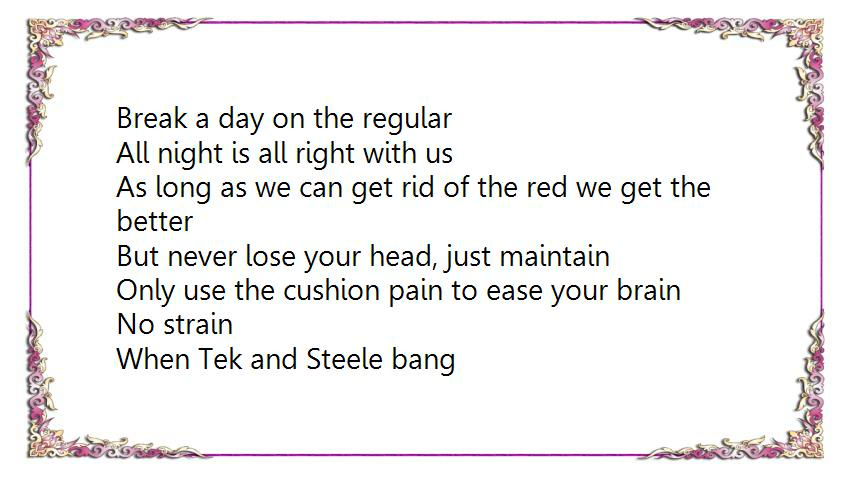 Break a day on the regular
All night is all right with us
As long as we can get rid of the red we get the
better
But never lose your head, just maintain
Only use the cushion pain to ease your brain
No strain
When Tek and Steele bang